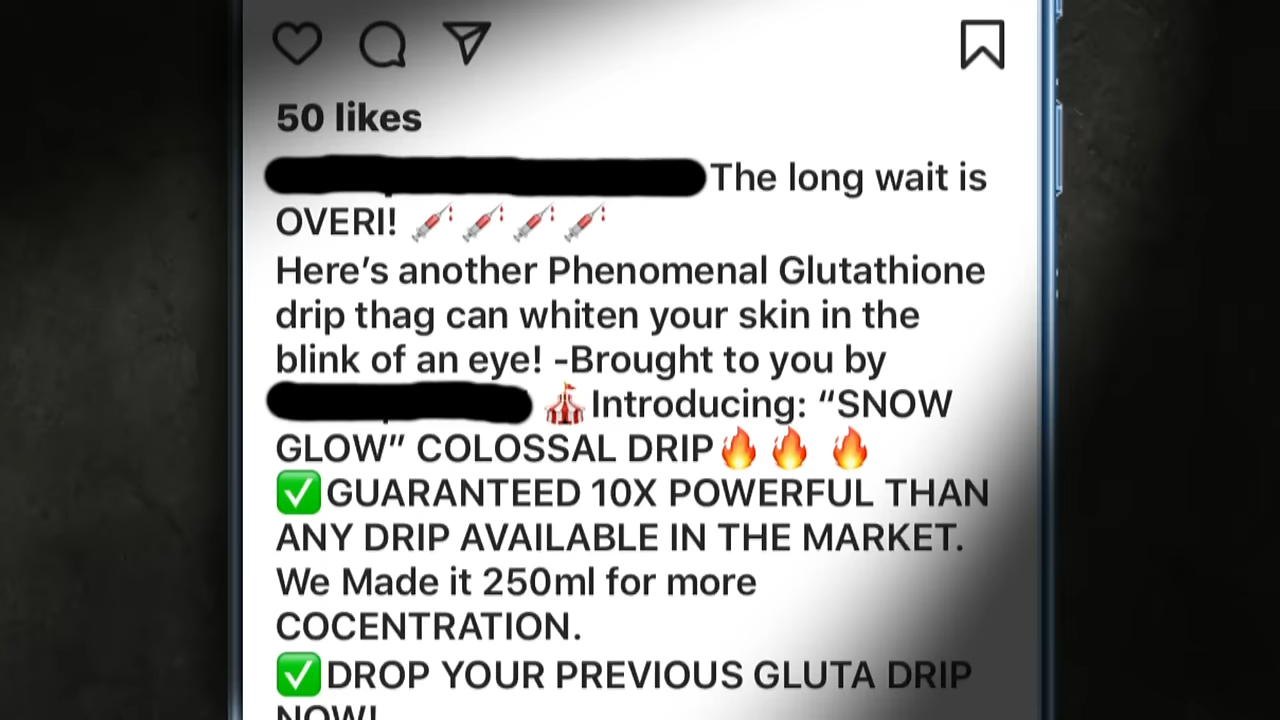 50 likes
The long wait is
OVERI! 💉💉💉💉
Here's another Phenomenal Glutathione
drip thag can whiten your skin in the
blink of an eye! -Brought to you by
🎪Introducing: “SNOW
GLOW” COLOSSAL DRIP🔥🔥 🔥
✅GUARANTEED 10X POWERFUL THAN
ANY DRIP AVAILABLE IN THE MARKET.
We Made it 250ml for more
COCENTRATION.
✅DROP YOUR PREVIOUS GLUTA DRIP
NOW!